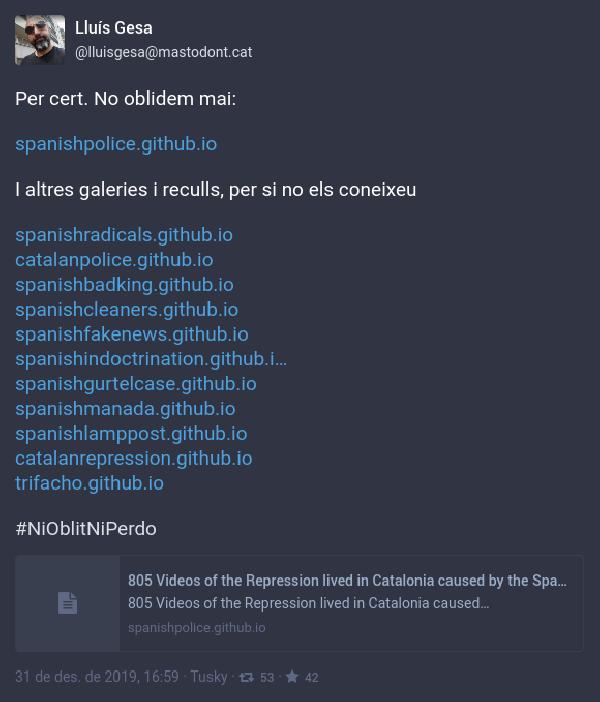 Lluís Gesa
@lluisgesa@mastodont.cat
Per cert. No oblidem mai:
spanishpolice.github.io
I altres galeries i reculls, per si no els coneixeu
spanishradicals.github.io
catalanpolice.github.io
spanishbadking.github.io
spanishcleaners.github.io
spanishfakenews.github.io
spanishindoctrination.github.i...
spanishgurtelcase.github.io
spanishmanada.github.io
spanishlamppost.github.io
catalanrepression.github.io
trifacho.github.io
#NiOblitNiPerdo
805 Videos of the Repression lived in Catalonia caused by the Spa...
805 Videos of the Repression lived in Catalonia caused...
spanishpolice.github.io
31 de des. de 2019, 16:59 · Tusky · 53 · 42